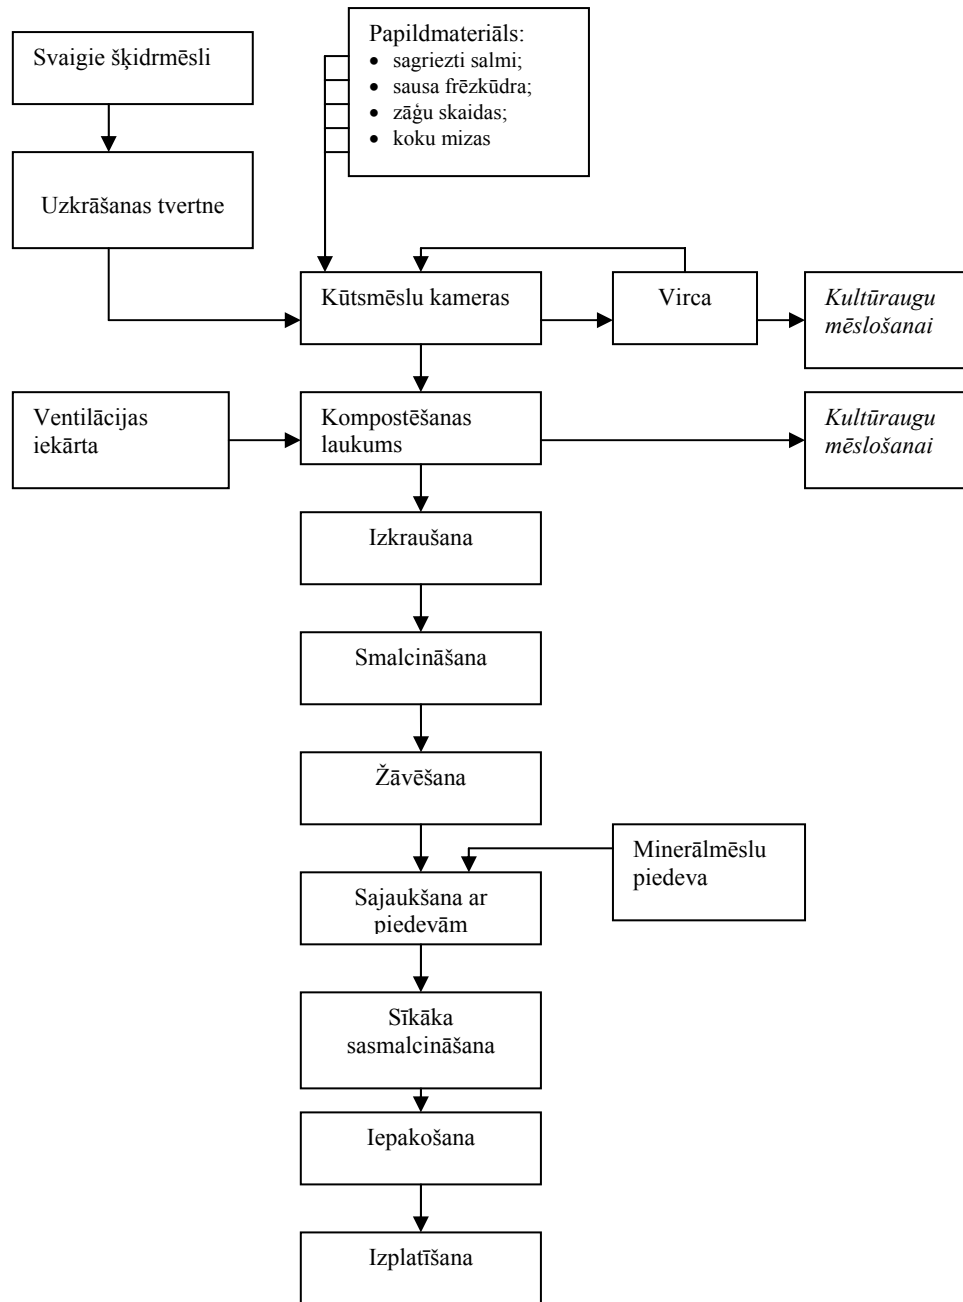 Svaigie šķidrmēsli
Papildmateriāls:
• sagriezti salmi;
• sausa frēzkūdra;
• zāģu skaidas;
• koku mizas
Uzkrāšanas tvertne
Kūtsmēslu kameras
Virca
Kultūraugu
mēslošanai
Ventilācijas
iekārta
Kompostēšanas
laukums
Kultūraugu
mēslošanai
Izkraušana
Smalcināšana
Žāvēšana
Minerālmēslu
piedeva
Sajaukšana ar
piedevām
Sīkāka
sasmalcināšana
Iepakošana
Izplatīšana